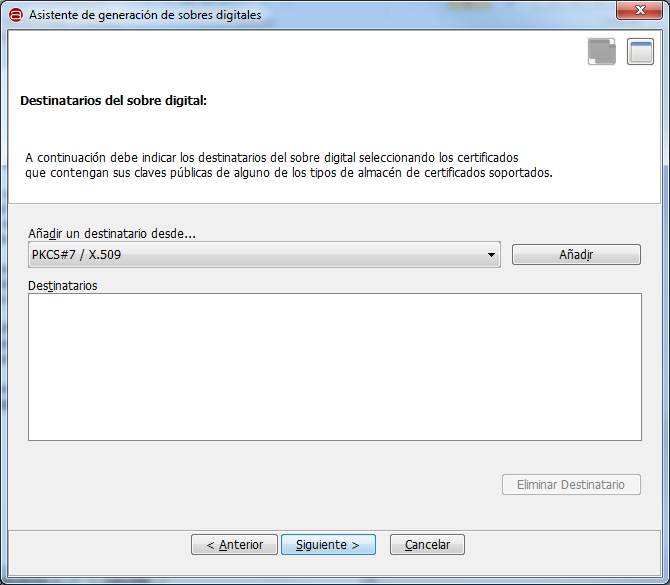 Asistente de generación de sobres digitales
Destinatarios del sobre digital:
A continuación debe indicar los destinatarios del sobre digital seleccionando los certificados
que contengan sus claves públicas de alguno de los tipos de almacén de certificados soportados.
Añadir un destinatario desde...
PKCS#7 / X.509
Añadir
Destinatarios
Eliminar Destinatario
< Anterior
Siguiente >
Cancelar